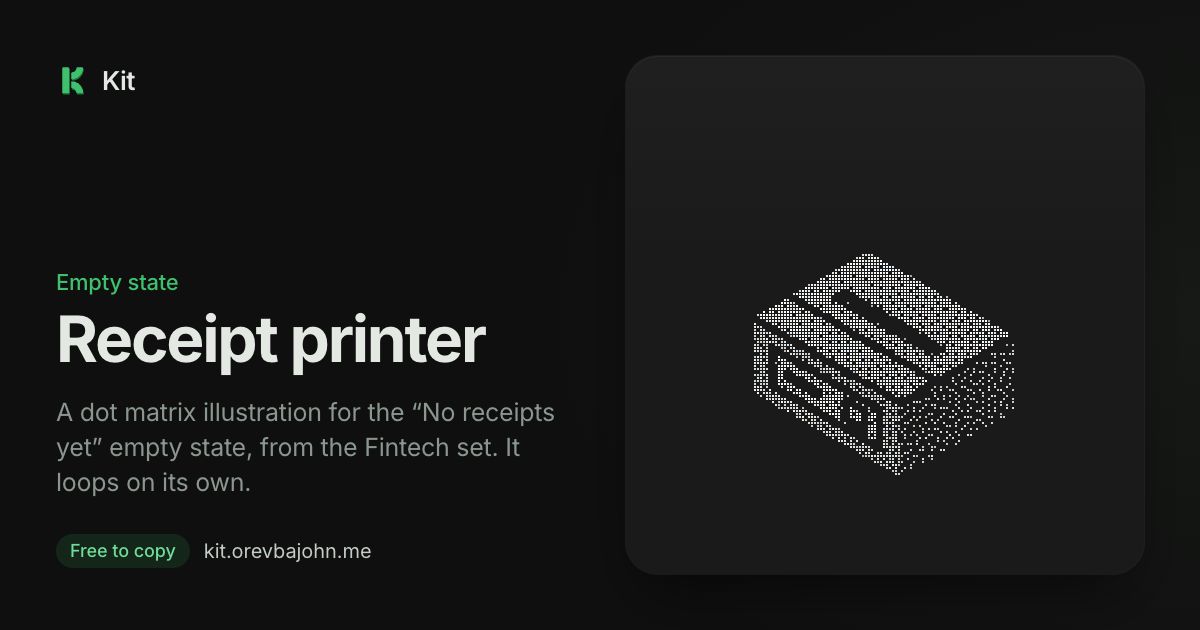 Kit
Empty state
Receipt printer
A dot matrix illustration for the “No receipts
yet” empty state, from the Fintech set. It
loops on its own.
Free to copy
kit.orevbajohn.me